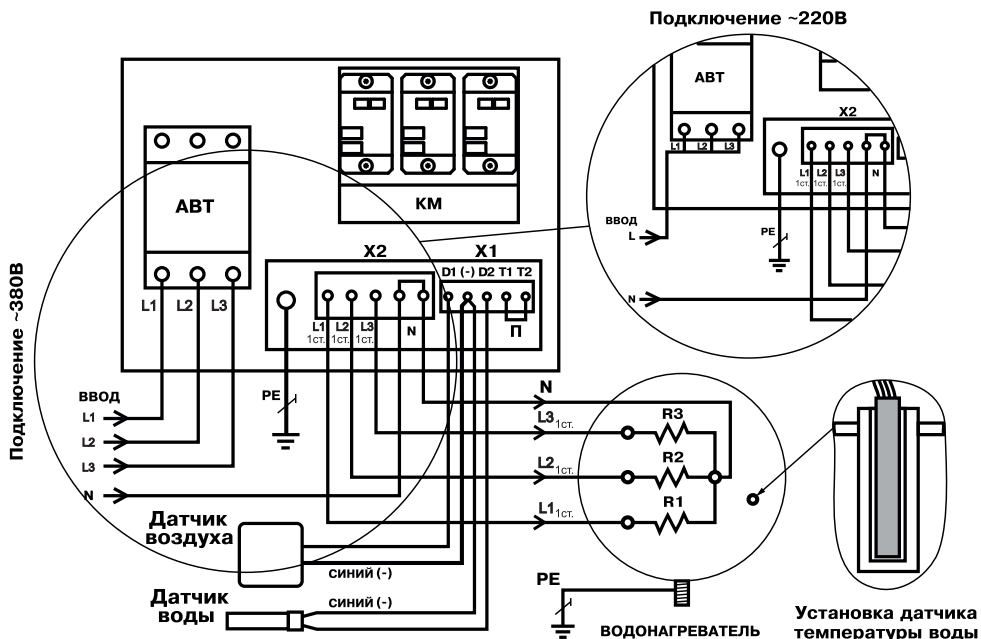 Подключение ~220В
АВТ
L1 L2 L3
X2
L1 L2 L3 N
1ст. 1ст. 1ст.
ВВОД
L
PE
N
Подключение ~380В
АВТ
L1 L2 L3
КМ
X2 X1
D1 (-) D2 T1 T2
П
L1 L2 L3 N
1ст. 1ст. 1ст.
PE
ВВОД
L1
L2
L3
N
N
L3 1ст.
L2 1ст.
L1 1ст.
R3
R2
R1
Датчик
воздуха
синий (-)
Датчик
воды
синий (-)
PE
ВОДОНАГРЕВАТЕЛЬ
Установка датчика
температуры воды